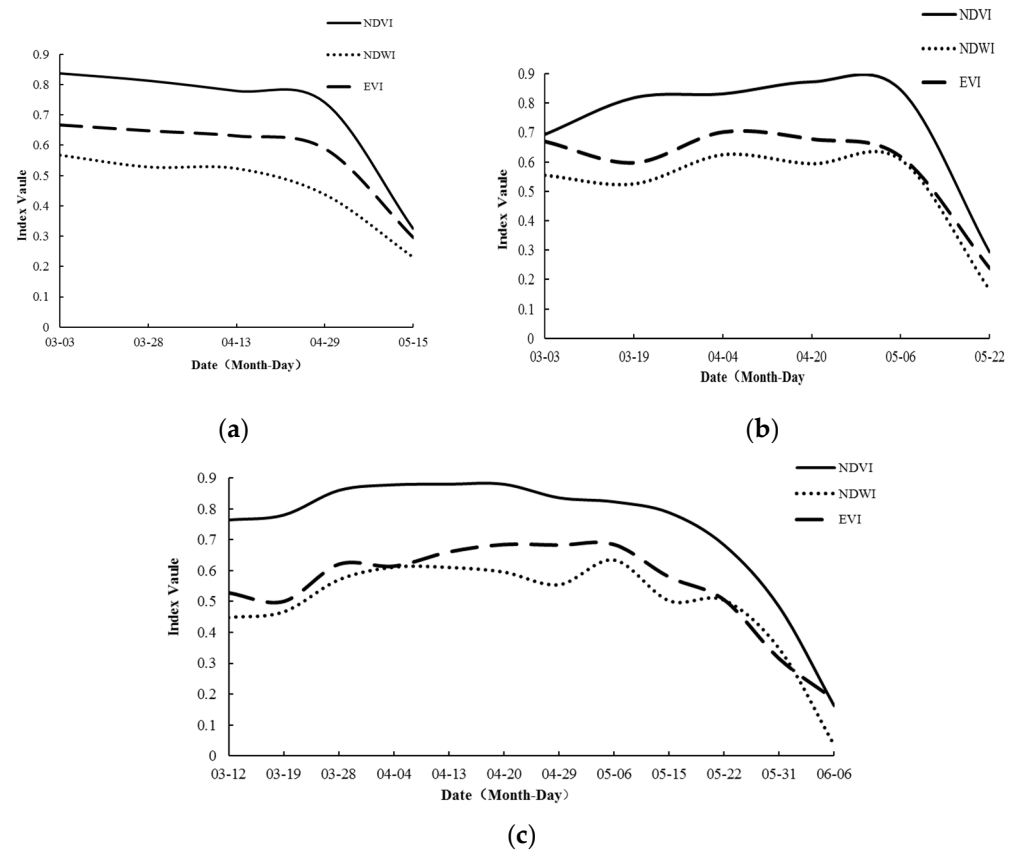 NDVI
NDWI
EVI
0.9
0.8
0.7
0.6
0.5
0.4
0.3
0.2
0.1
0
Index Vaule
03-03 03-28 04-13 04-29 05-15
Date（Month-Day）
(a)
NDVI
NDWI
EVI
0.9
0.8
0.7
0.6
0.5
0.4
0.3
0.2
0.1
0
Index Vaule
03-03 03-19 04-04 04-20 05-06 05-22
Date（Month-Day
(b)
NDVI
NDWI
EVI
0.9
0.8
0.7
0.6
0.5
0.4
0.3
0.2
0.1
0
Index Vaule
03-12 03-19 03-28 04-04 04-13 04-20 04-29 05-06 05-15 05-22 05-31 06-06
Date（Month-Day）
(c)